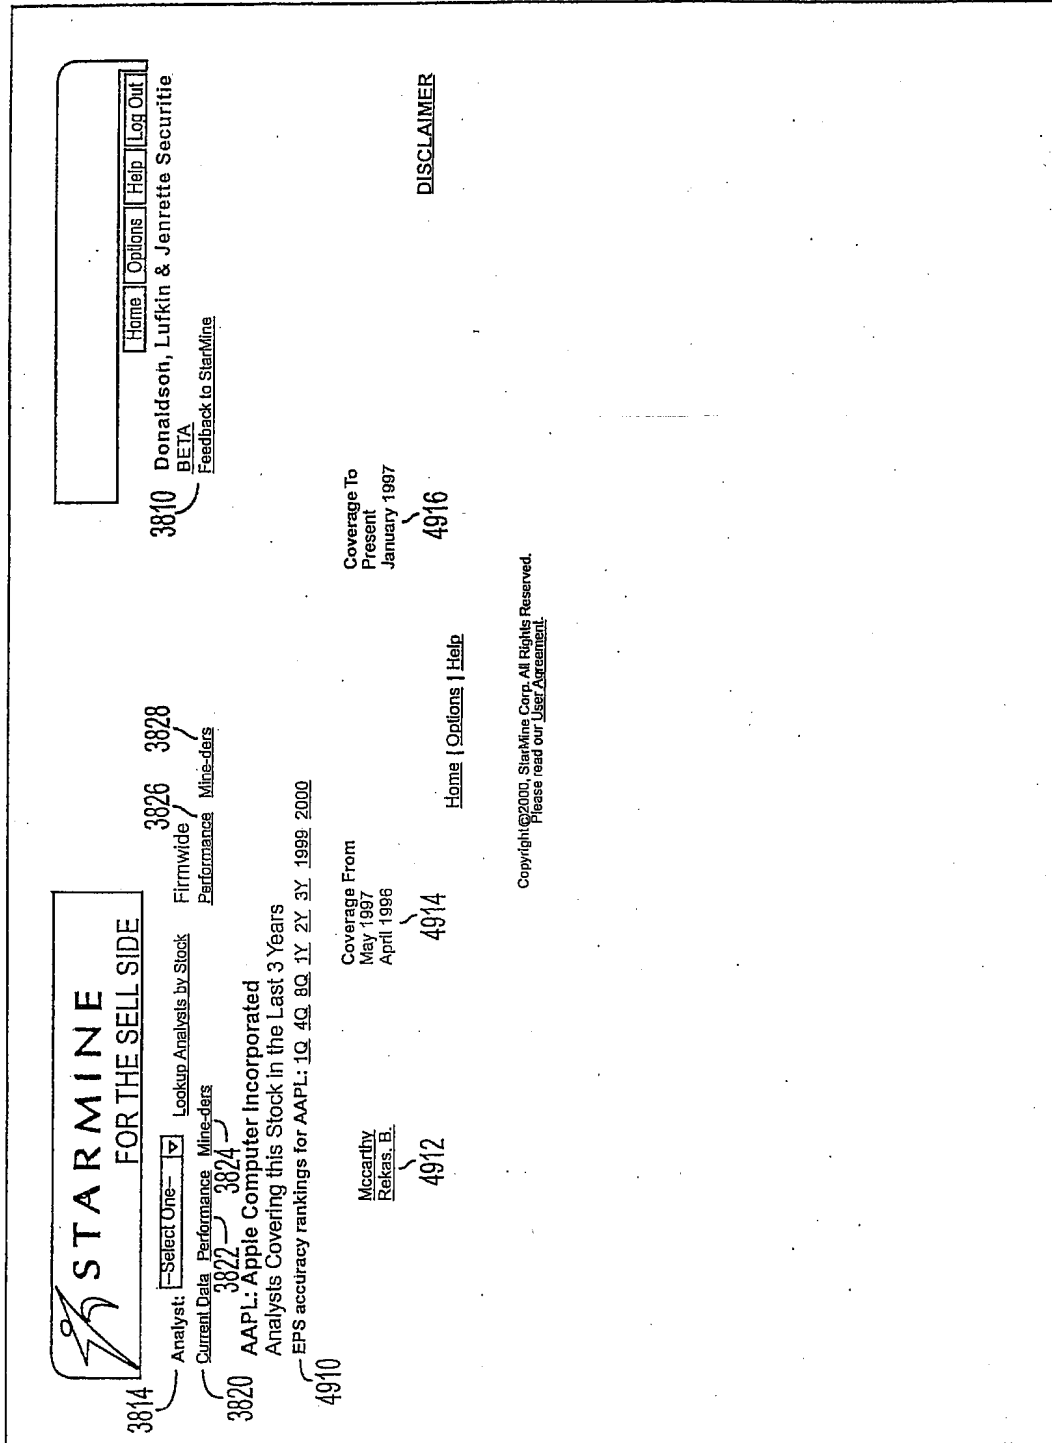 STARMINE
FOR THE SELL SIDE
Home Options Help Log Out
3814 Analyst: --Select One-- Lookup Analysts by Stock
3810 Donaldson, Lufkin & Jenrette Securitie
Firmwide 3826 3828
BETA
Current Data Performance Mine-ders Performance Mine-ders
Feedback to StarMine
3820 3822 3824
AAPL: Apple Computer Incorporated
Analysts Covering this Stock in the Last 3 Years
4910 EPS accuracy rankings for AAPL: 1Q 4Q 8Q 1Y 2Y 3Y 1999 2000
Coverage From Coverage To
Mccarthy May 1997 Present
Rekas, B. April 1996 January 1997
4912 4914 4916
DISCLAIMER
Home | Options | Help
Copyright©2000, StarMine Corp. All Rights Reserved.
Please read our User Agreement.